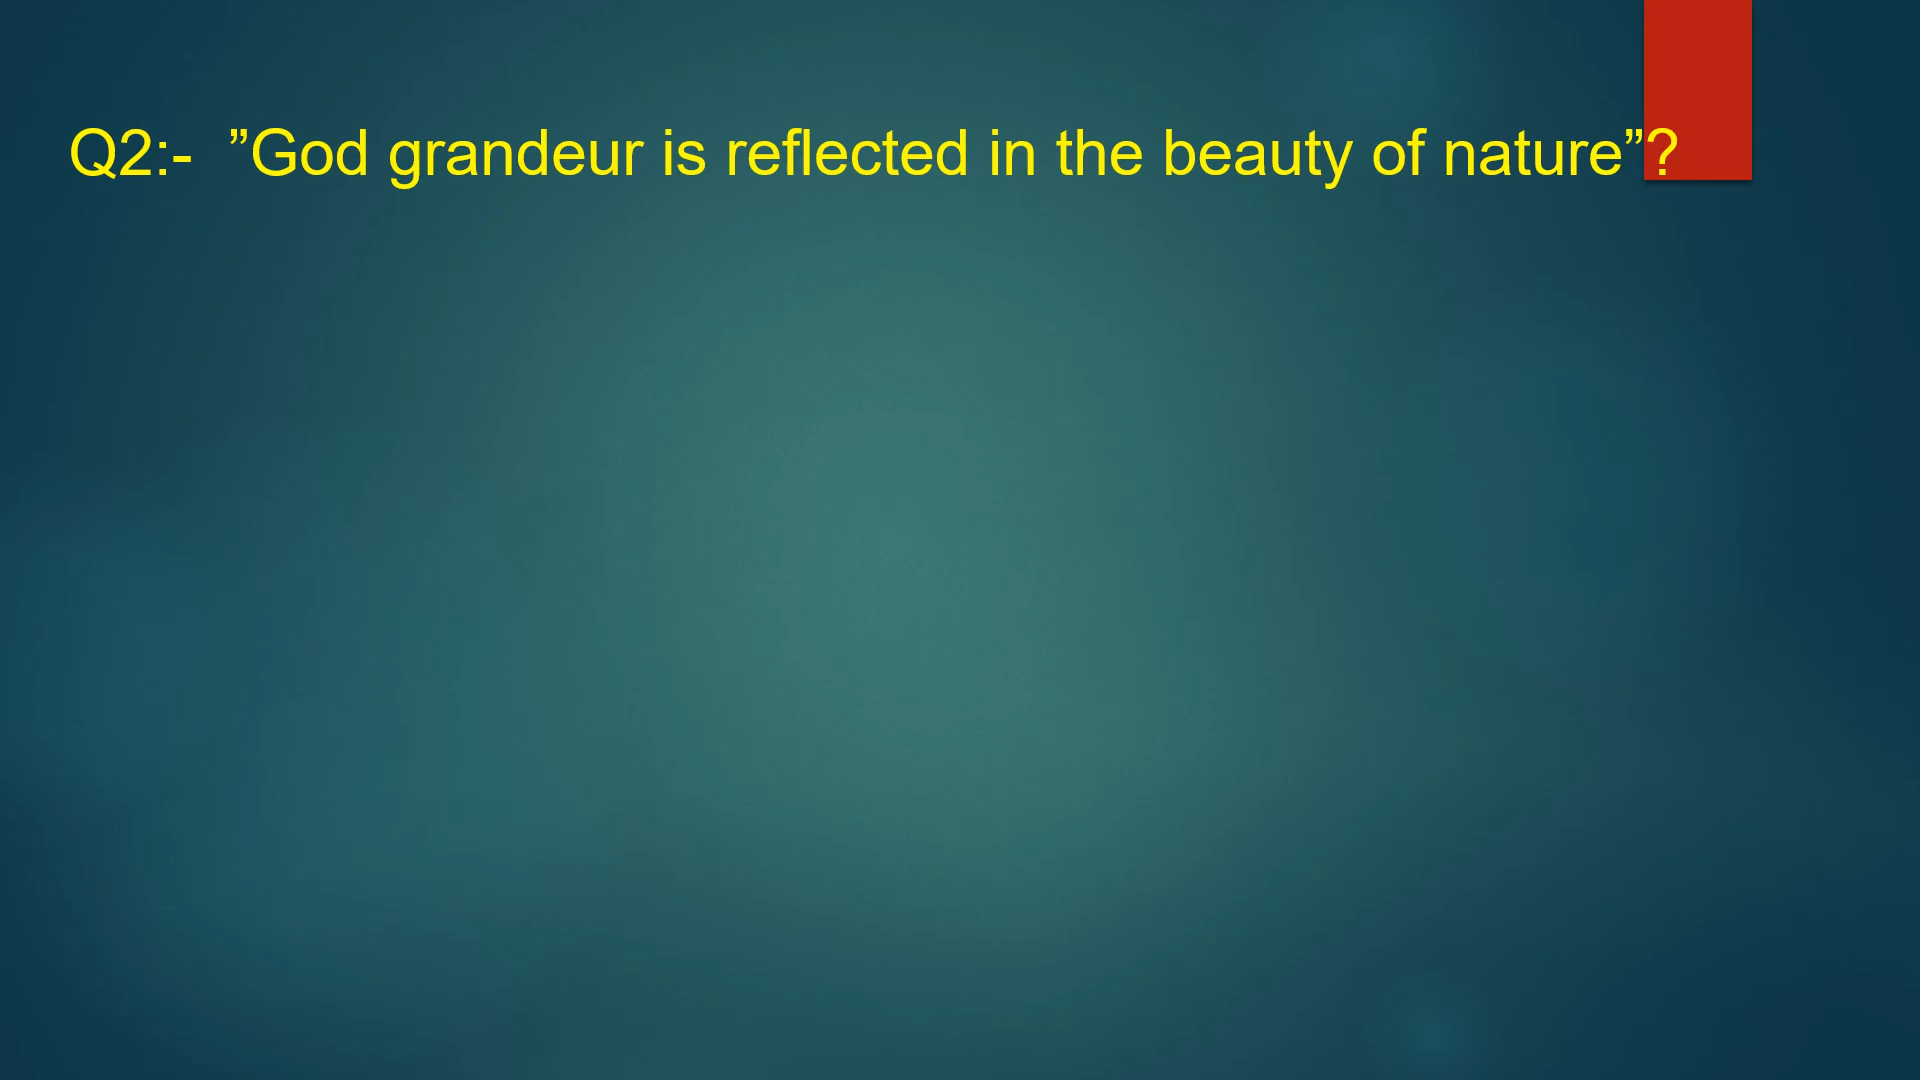 Q2:-  ”God grandeur is reflected in the beauty of nature”?